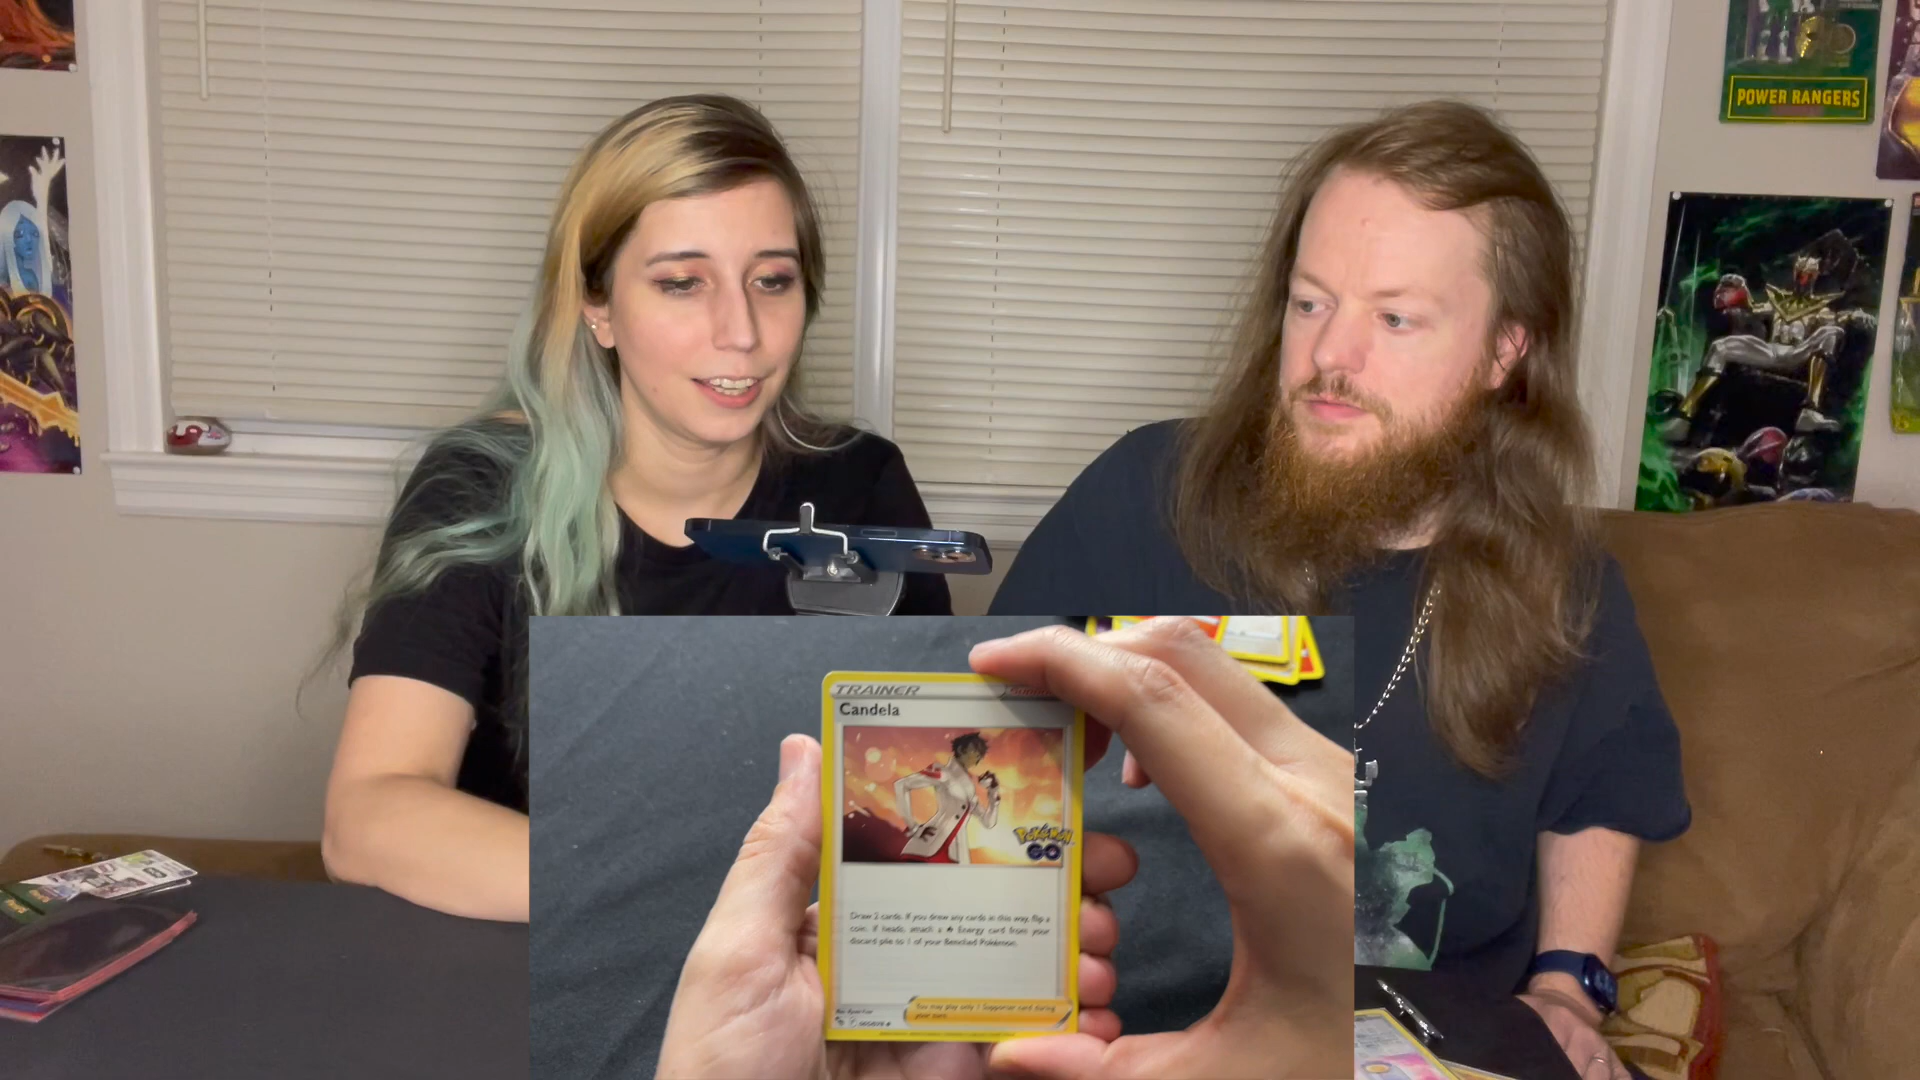 POWER RANGERS
TRAINER
Candela
Pokémon
GO
Draw 2 cards. If you draw any cards in this way, flip a
coin. If heads, attach a Energy card from your
discard pile to 1 of your Benched Pokémon.
You may play only 1 Supporter card during
your turn.